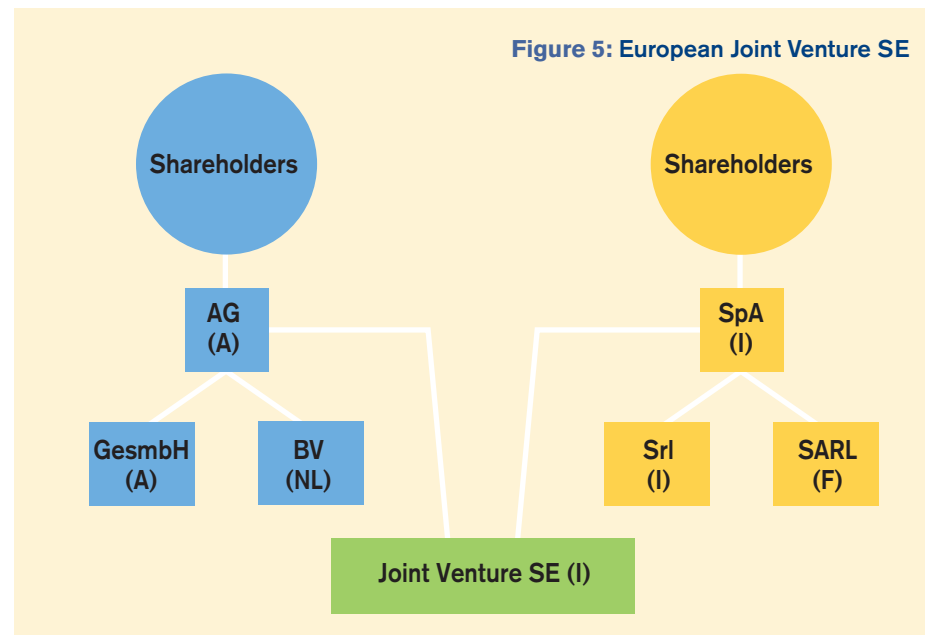 Figure 5: European Joint Venture SE
Shareholders
Shareholders
AG
(A)
SpA
(I)
GesmbH
(A)
BV
(NL)
Srl
(I)
SARL
(F)
Joint Venture SE (I)